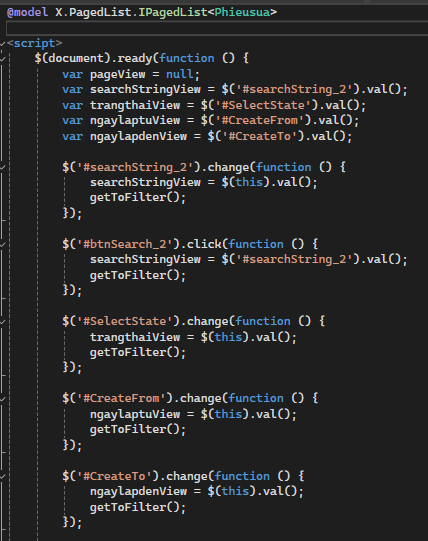 @model X.PagedList.IPagedList<Phieusua>
<script>
$(document).ready(function () {
var pageView = null;
var searchStringView = $('#searchString_2').val();
var trangthaiView = $('#SelectState').val();
var ngaylaptuView = $('#CreateFrom').val();
var ngaylapdenView = $('#CreateTo').val();
$('#searchString_2').change(function () {
searchStringView = $(this).val();
getToFilter();
});
$('#btnSearch_2').click(function () {
searchStringView = $('#searchString_2').val();
getToFilter();
});
$('#SelectState').change(function () {
trangthaiView = $(this).val();
getToFilter();
});
$('#CreateFrom').change(function () {
ngaylaptuView = $(this).val();
getToFilter();
});
$('#CreateTo').change(function () {
ngaylapdenView = $(this).val();
getToFilter();
});